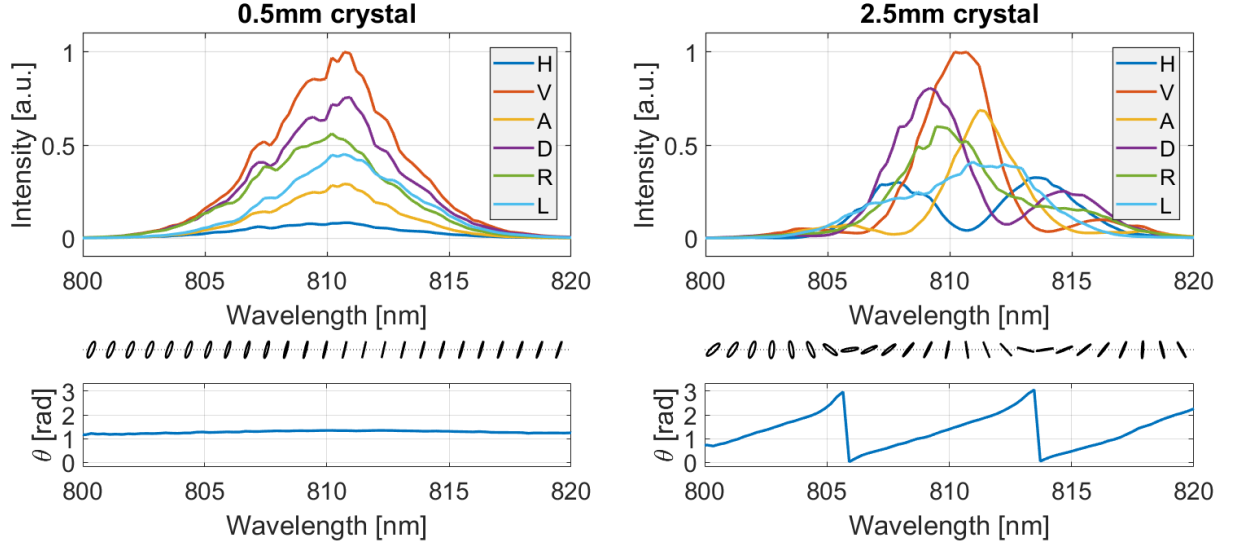 0.5mm crystal
1
0.5
0
Intensity [a.u.]
H
V
A
D
R
L
800
805
810
815
820
Wavelength [nm]
3
2
1
0
θ [rad]
800
805
810
815
820
Wavelength [nm]
2.5mm crystal
1
0.5
0
Intensity [a.u.]
H
V
A
D
R
L
800
805
810
815
820
Wavelength [nm]
3
2
1
0
θ [rad]
800
805
810
815
820
Wavelength [nm]